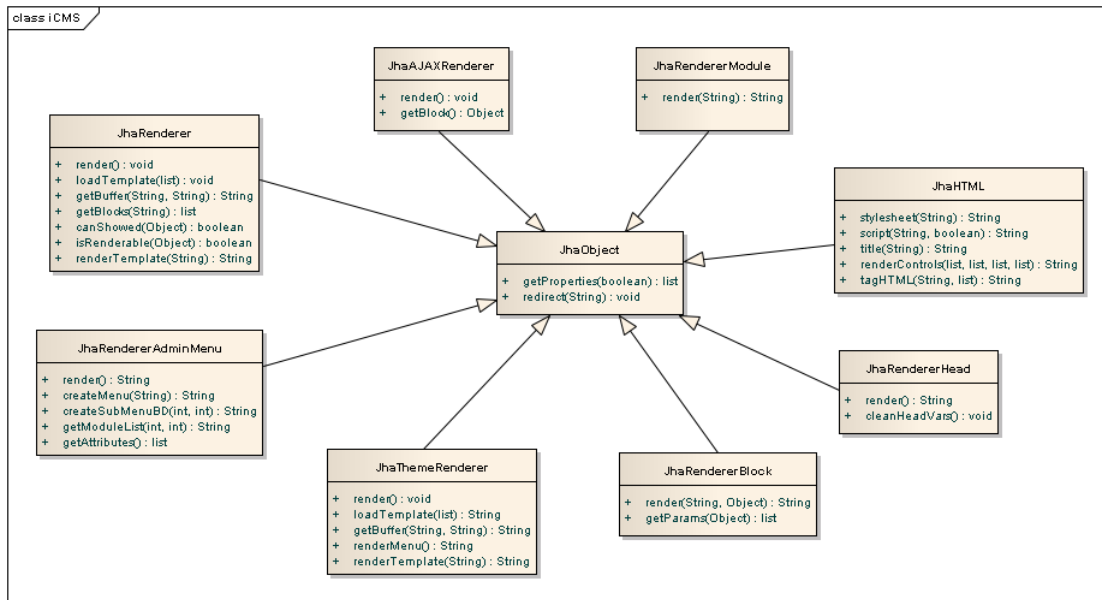 class iCMS
JhaAJAXRenderer
+ render() : void
+ getBlock() : Object
JhaRendererModule
+ render(String) : String
JhaRenderer
+ render() : void
+ loadTemplate(list) : void
+ getBuffer(String, String) : String
+ getBlocks(String) : list
+ canShowed(Object) : boolean
+ isRenderable(Object) : boolean
+ renderTemplate(String) : String
JhaHTML
+ stylesheet(String) : String
+ script(String, boolean) : String
+ title(String) : String
+ renderControls(list, list, list, list) : String
+ tagHTML(String, list) : String
JhaObject
+ getProperties(boolean) : list
+ redirect(String) : void
JhaRendererAdminMenu
+ render() : String
+ createMenu(String) : String
+ createSubMenuBD(int, int) : String
+ getModuleList(int, int) : String
+ getAttributes() : list
JhaRendererHead
+ render() : String
+ cleanHeadVars() : void
JhaThemeRenderer
+ render() : void
+ loadTemplate(list) : String
+ getBuffer(String, String) : String
+ renderMenu() : String
+ renderTemplate(String) : String
JhaRendererBlock
+ render(String, Object) : String
+ getParams(Object) : list